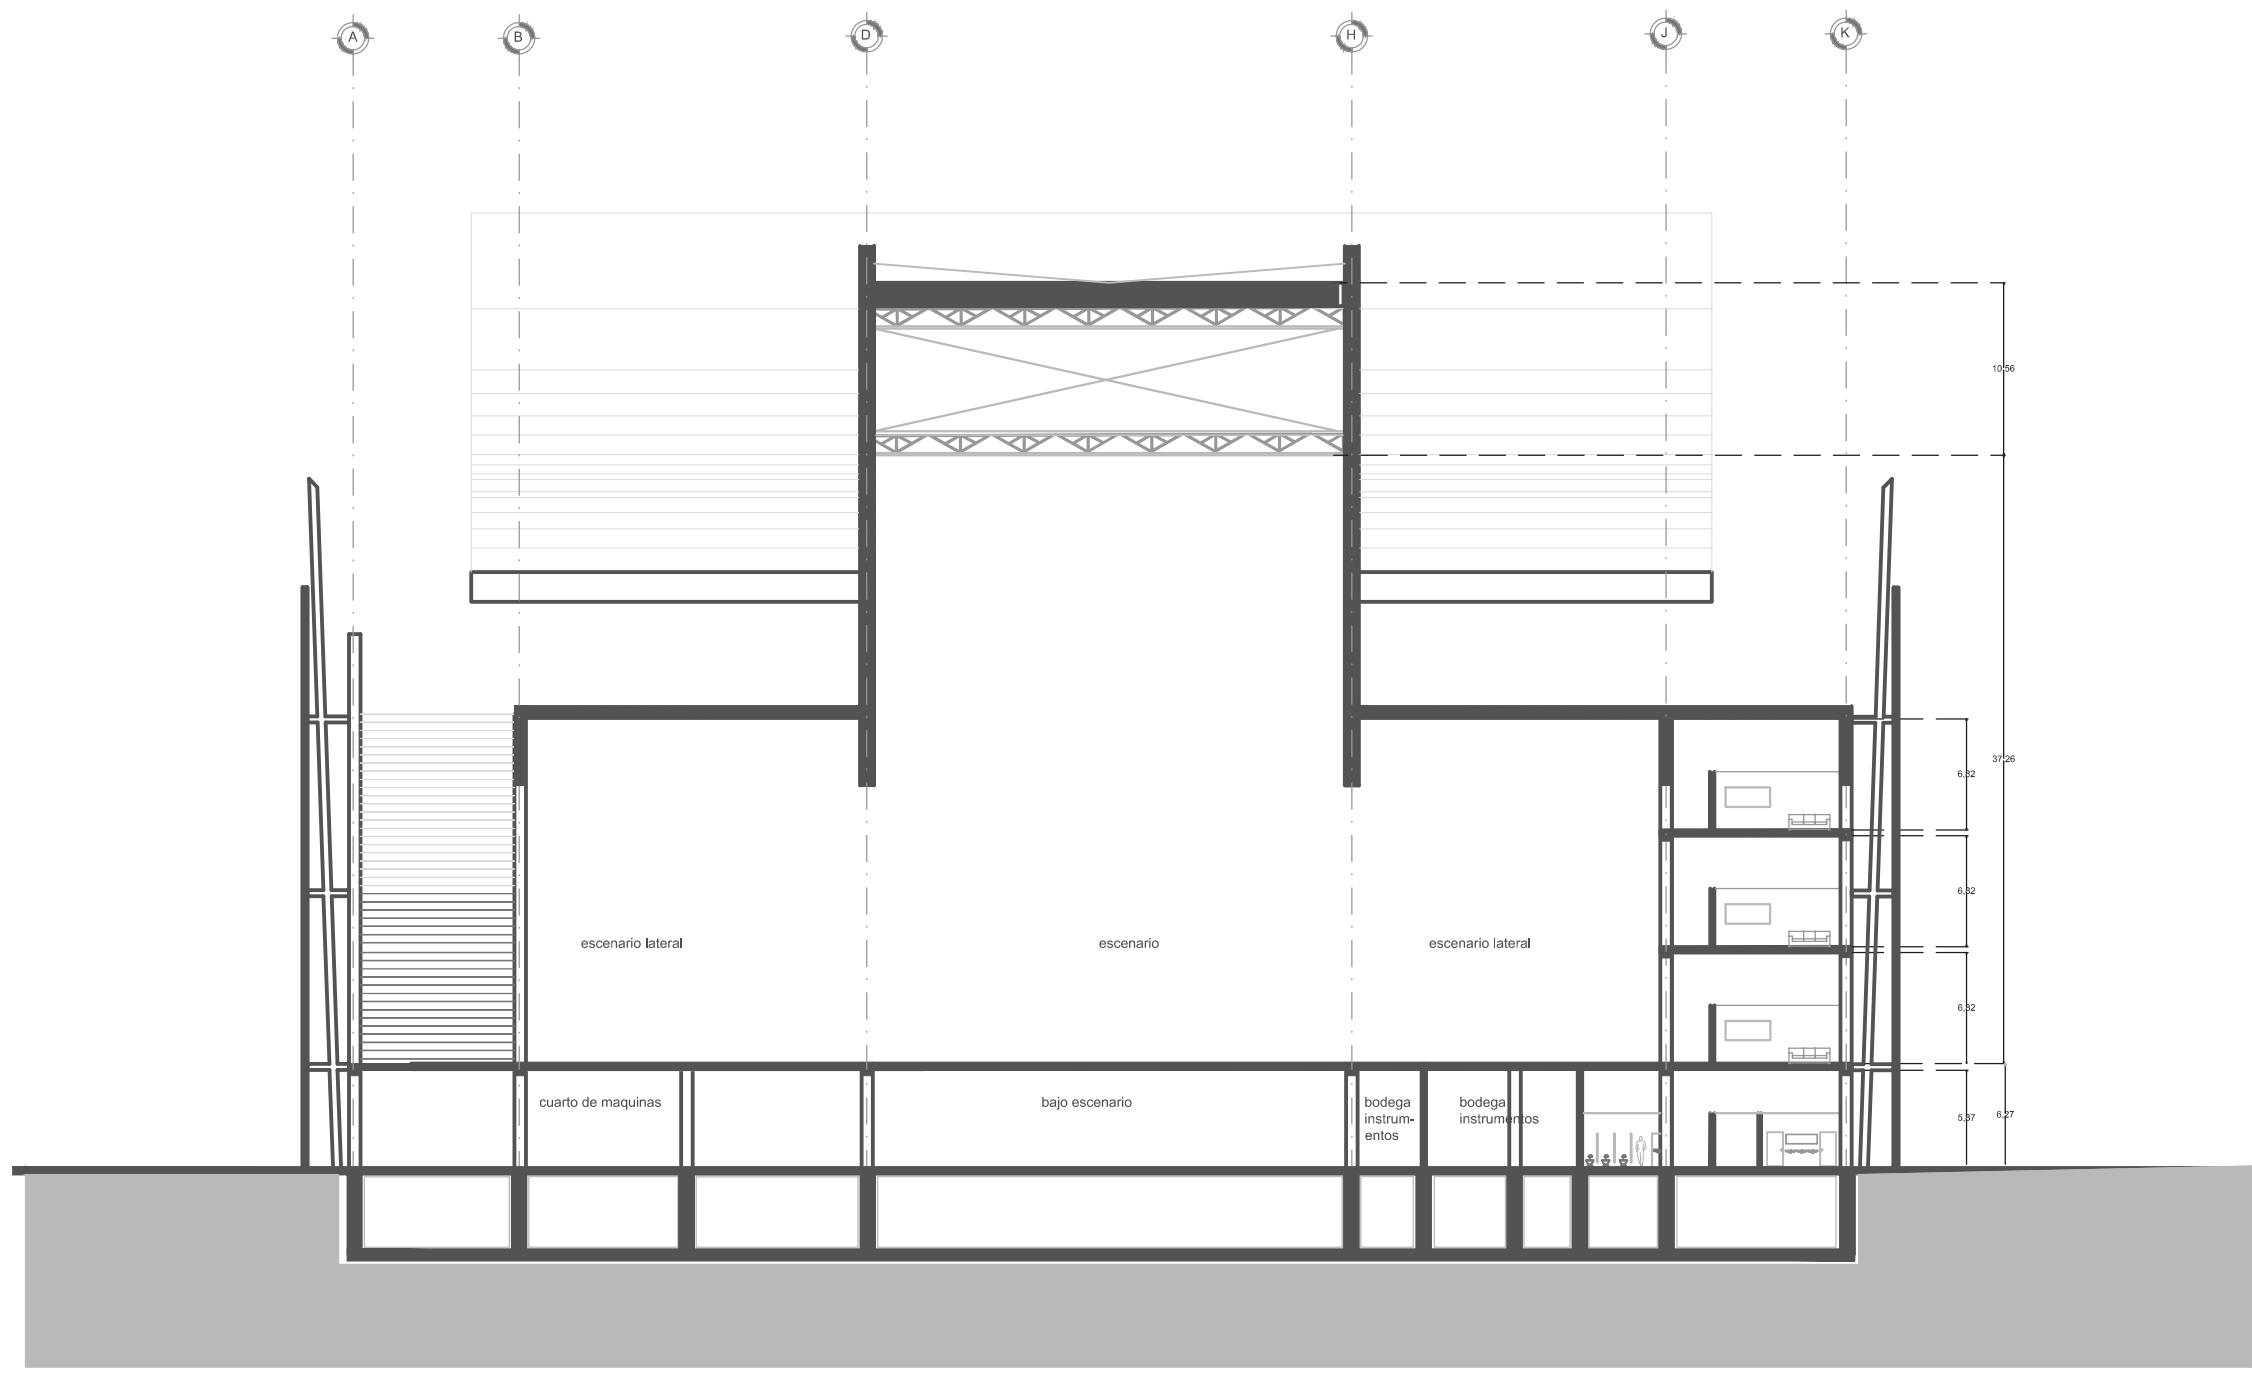 A B D H J K
10,56
37,26
6,32
6,32
escenario lateral escenario escenario lateral
6,32
cuarto de maquinas bajo escenario bodega bodega
instrum- instrumentos
entos
5,87 6,27